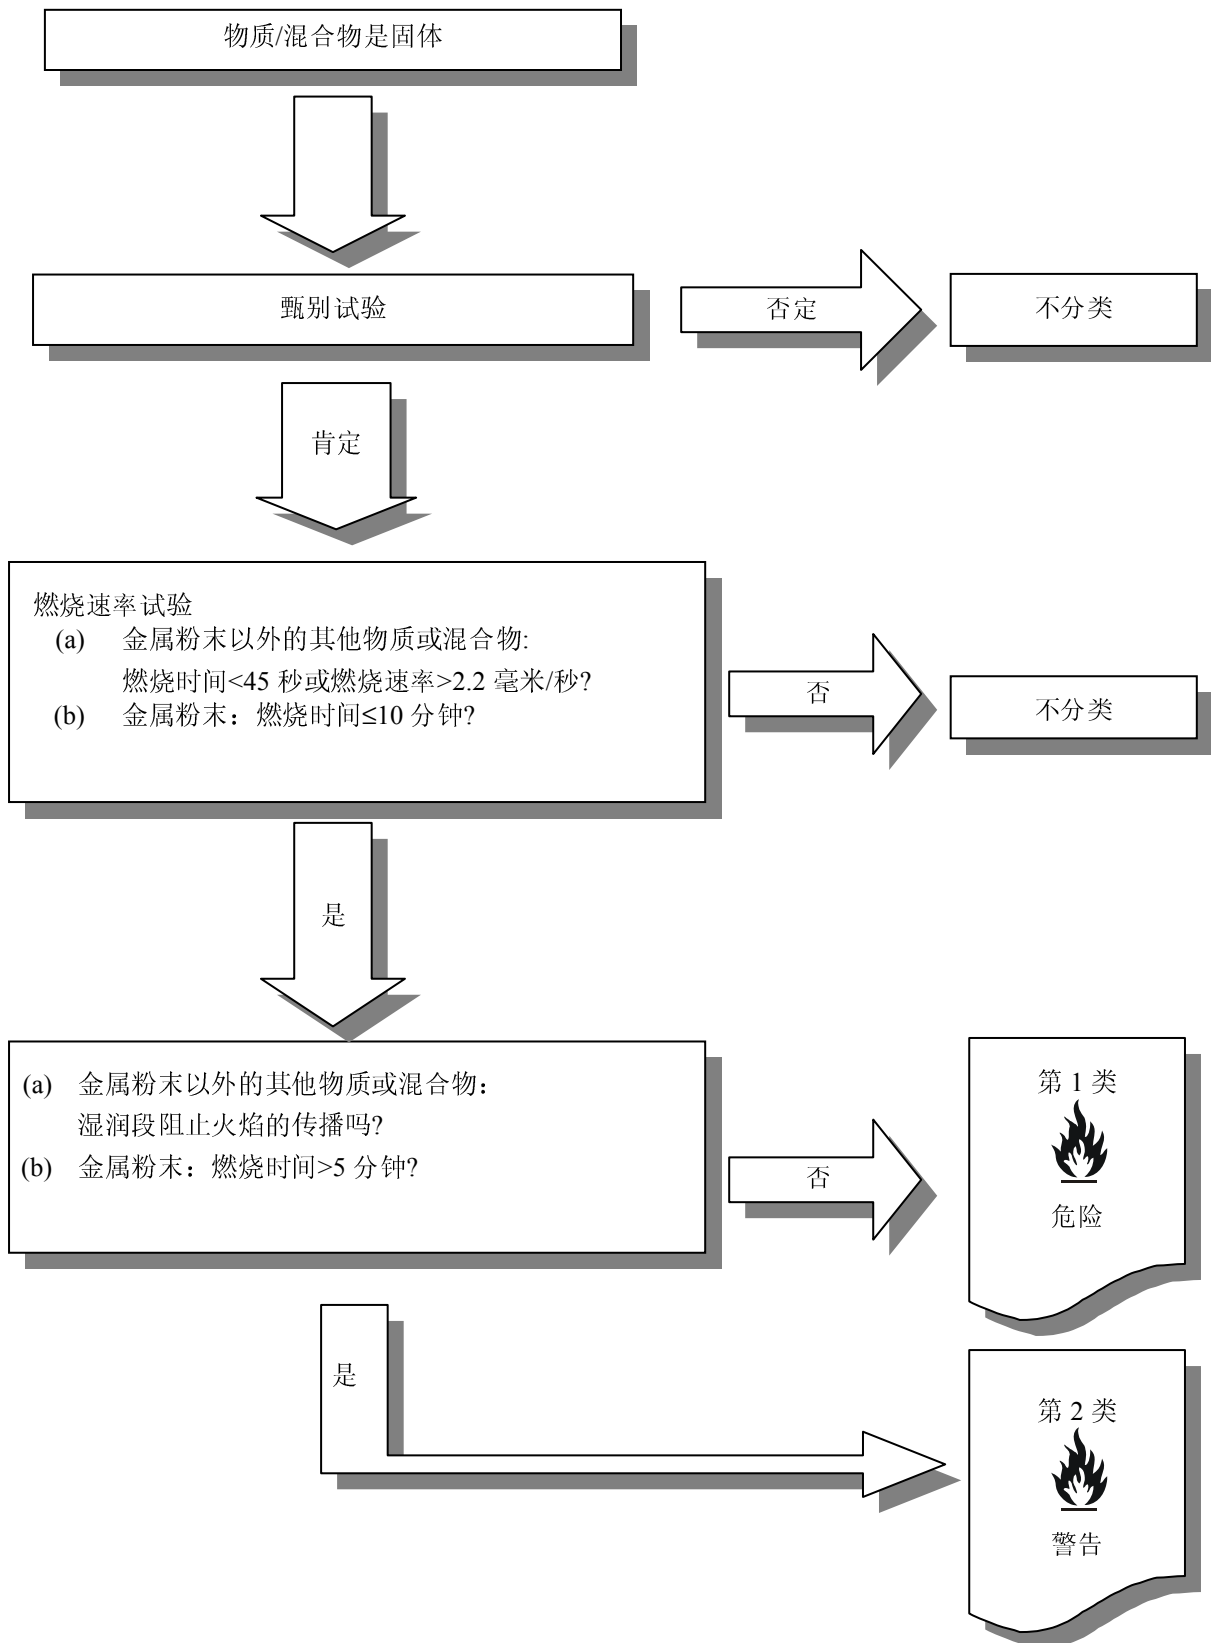 物质/混合物是固体
甄别试验
否定
不分类
肯定
燃烧速率试验
(a) 金属粉末以外的其他物质或混合物:
燃烧时间<45 秒或燃烧速率>2.2 毫米/秒?
(b) 金属粉末：燃烧时间≤10 分钟?
否
不分类
是
(a) 金属粉末以外的其他物质或混合物：
湿润段阻止火焰的传播吗?
(b) 金属粉末：燃烧时间>5 分钟?
否
第 1 类
危险
是
第 2 类
警告